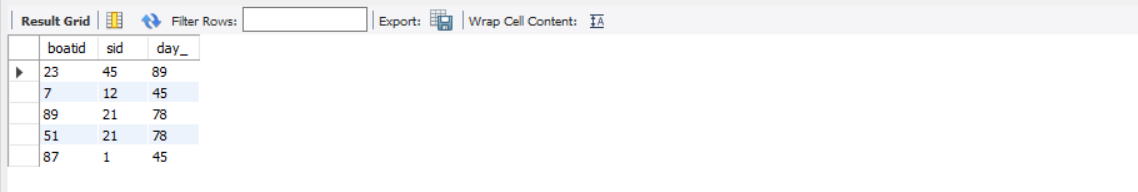 Result Grid Filter Rows: Export: Wrap Cell Content: IA
boatid sid day_
23 45 89
7 12 45
89 21 78
51 21 78
87 1 45